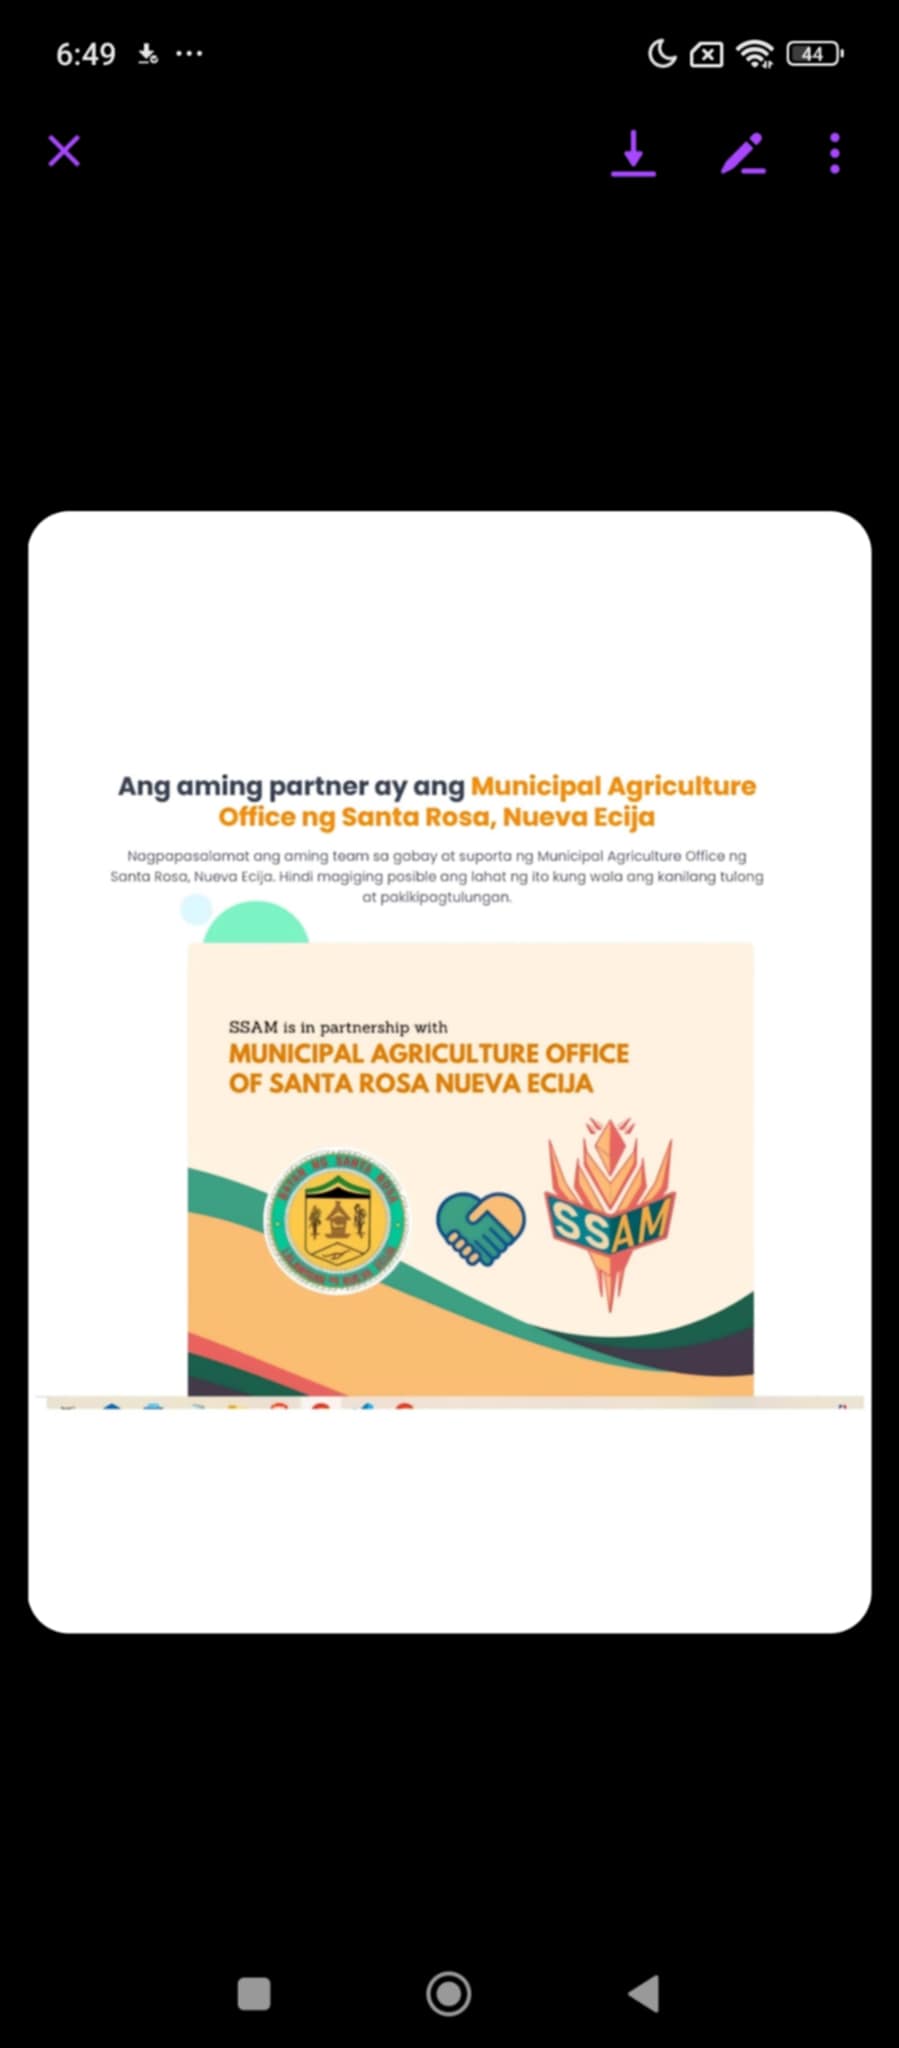 6:49
44
Ang aming partner ay ang Municipal Agriculture
Office ng Santa Rosa, Nueva Ecija
Nagpapasalamat ang aming team sa gabay at suporta ng Municipal Agriculture Office ng
Santa Rosa, Nueva Ecija. Hindi magiging posible ang lahat ng ito kung wala ang kanilang tulong
at pakikipagtulungan.
SSAM is in partnership with
MUNICIPAL AGRICULTURE OFFICE
OF SANTA ROSA NUEVA ECIJA
BAYAN NG SANTA ROSA
SSAM